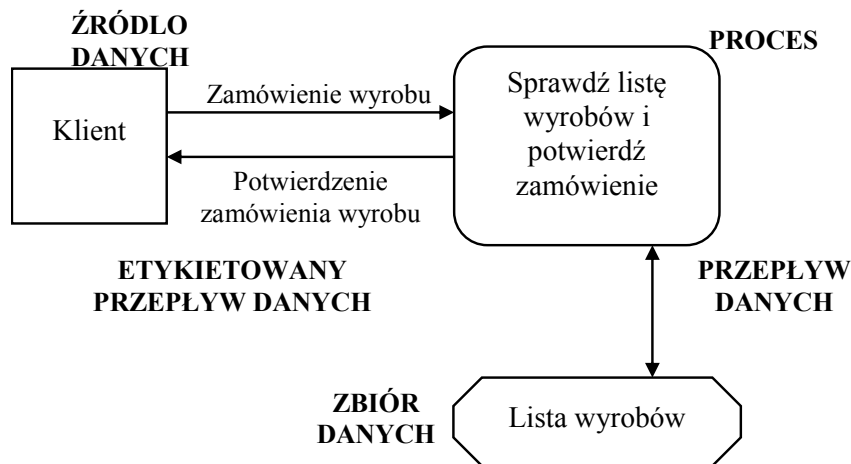 ŹRÓDŁO
DANYCH
Klient
Zamówienie wyrobu
Potwierdzenie
zamówienia wyrobu
PROCES
Sprawdź listę
wyrobów i
potwierdź
zamówienie
ETYKIETOWANY
PRZEPŁYW DANYCH
PRZEPŁYW
DANYCH
ZBIÓR
DANYCH
Lista wyrobów